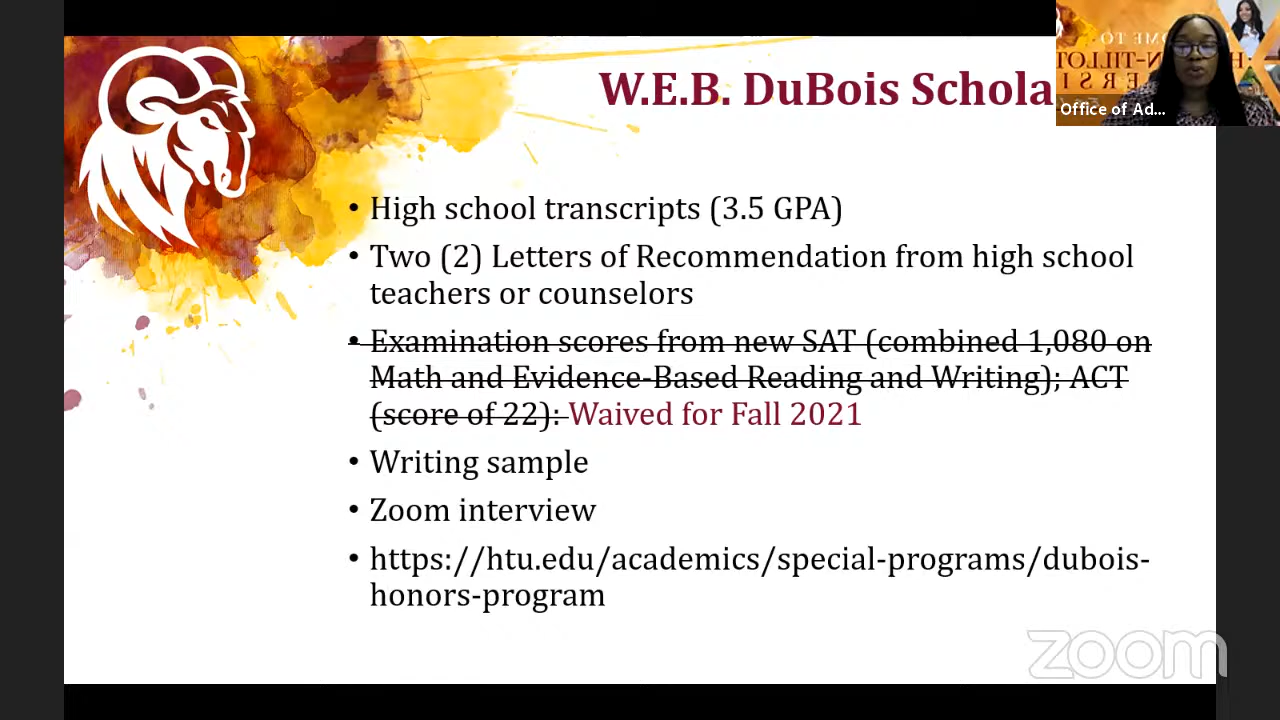 W.E.B. DuBois Schola
Office of Ad...
• High school transcripts (3.5 GPA)
• Two (2) Letters of Recommendation from high school
teachers or counselors
• Examination scores from new SAT (combined 1,080 on
Math and Evidence-Based Reading and Writing); ACT
(score of 22): Waived for Fall 2021
• Writing sample
• Zoom interview
• https://htu.edu/academics/special-programs/dubois-
honors-program
zoom